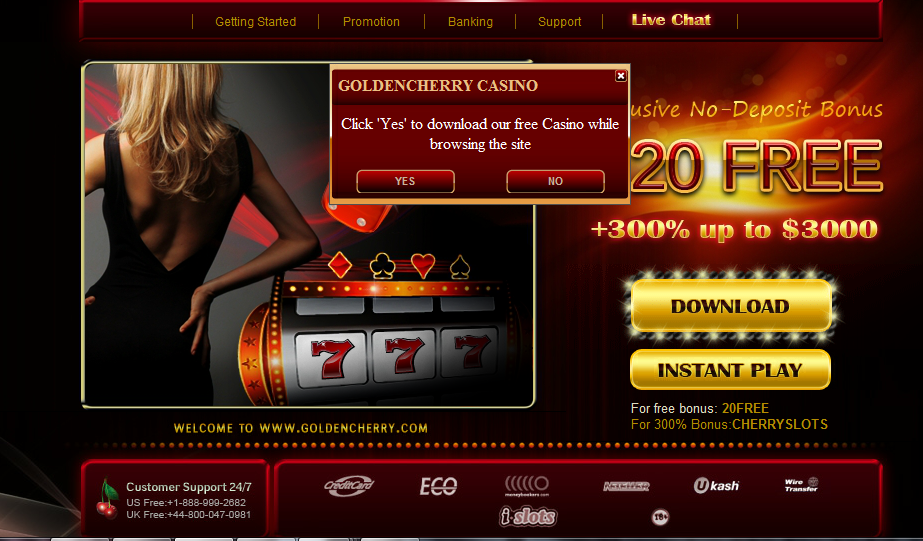 Getting Started
Promotion
Banking
Support
Live Chat
GOLDENCHERRY CASINO
Click 'Yes' to download our free Casino while
browsing the site
YES
NO
usive No-Deposit Bonus
20 FREE
+300% up to $3000
7 7 7
DOWNLOAD
INSTANT PLAY
For free bonus: 20FREE
For 300% Bonus:CHERRYSLOTS
WELCOME TO WWW.GOLDENCHERRY.COM
Customer Support 24/7
US Free:+1-888-999-2682
UK Free:+44-800-047-0981
CreditCard
ECO
moneybookers.com
Ukash
Wire
Transfer
i-slots
18+